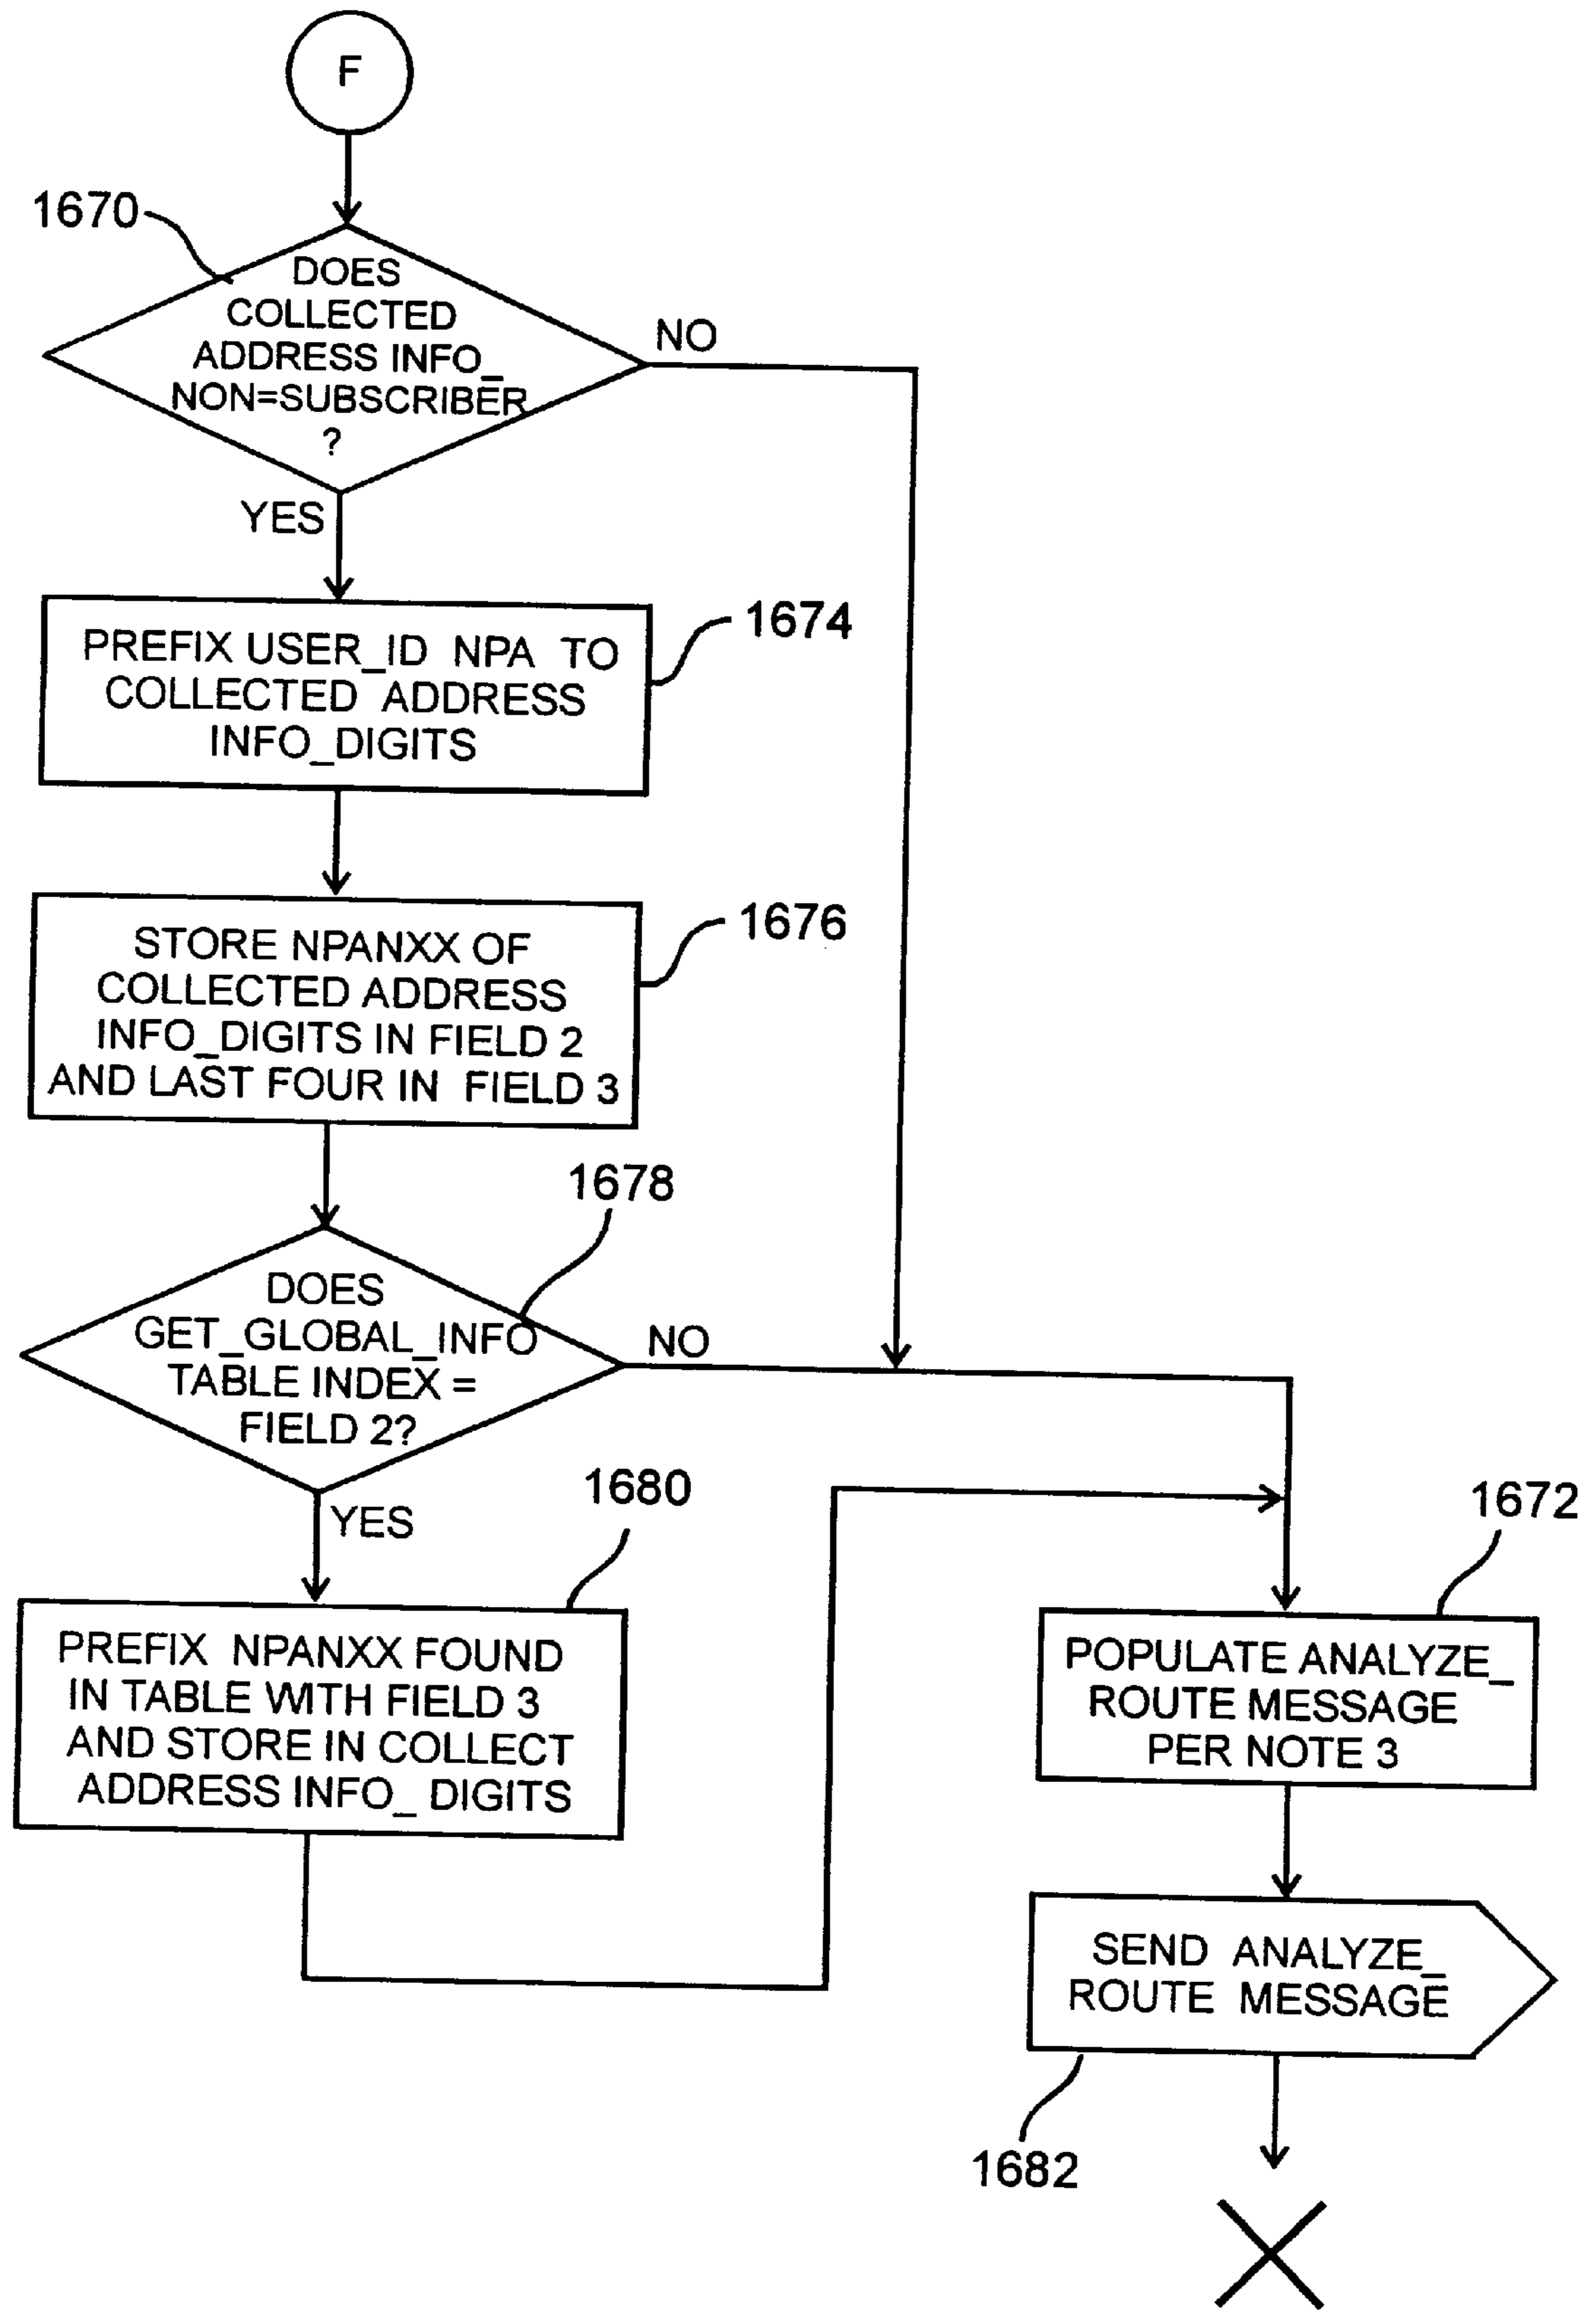 F
1670
DOES
COLLECTED
ADDRESS INFO_
NON=SUBSCRIBER
?
NO
YES
PREFIX USER_ID NPA TO
COLLECTED ADDRESS
INFO_DIGITS
1674
STORE NPANXX OF
COLLECTED ADDRESS
INFO_DIGITS IN FIELD 2
AND LAST FOUR IN FIELD 3
1676
1678
DOES
GET_GLOBAL_INFO
TABLE INDEX =
FIELD 2?
NO
YES
1680
PREFIX NPANXX FOUND
IN TABLE WITH FIELD 3
AND STORE IN COLLECT
ADDRESS INFO_ DIGITS
1672
POPULATE ANALYZE_
ROUTE MESSAGE
PER NOTE 3
SEND ANALYZE_
ROUTE MESSAGE
1682